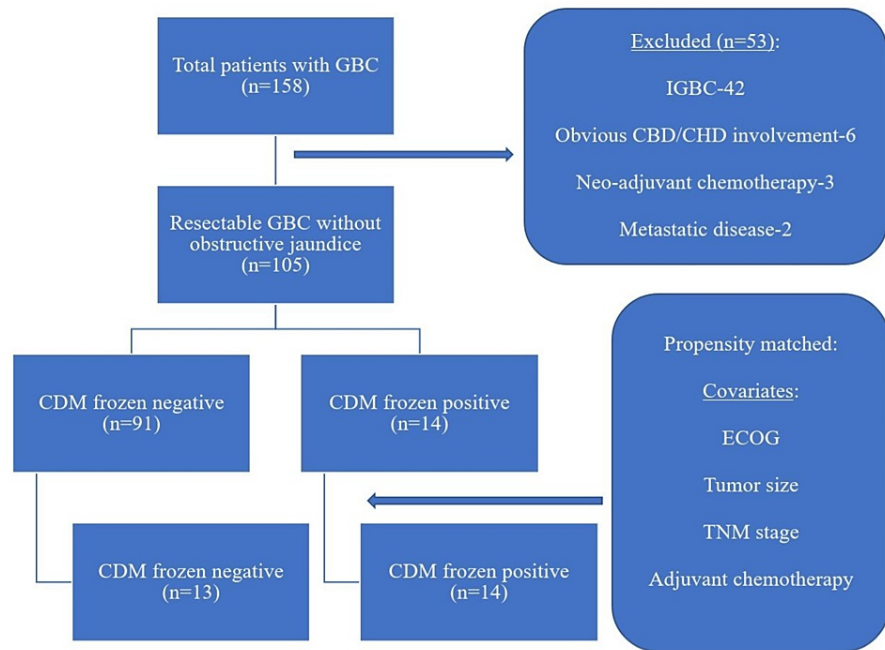 Total patients with GBC
(n=158)
Excluded (n=53):
IGBC-42
Obvious CBD/CHD involvement-6
Neo-adjuvant chemotherapy-3
Metastatic disease-2
Resectable GBC without
obstructive jaundice
(n=105)
CDM frozen negative
(n=91)
CDM frozen positive
(n=14)
Propensity matched:
Covariates:
ECOG
Tumor size
TNM stage
Adjuvant chemotherapy
CDM frozen negative
(n=13)
CDM frozen positive
(n=14)